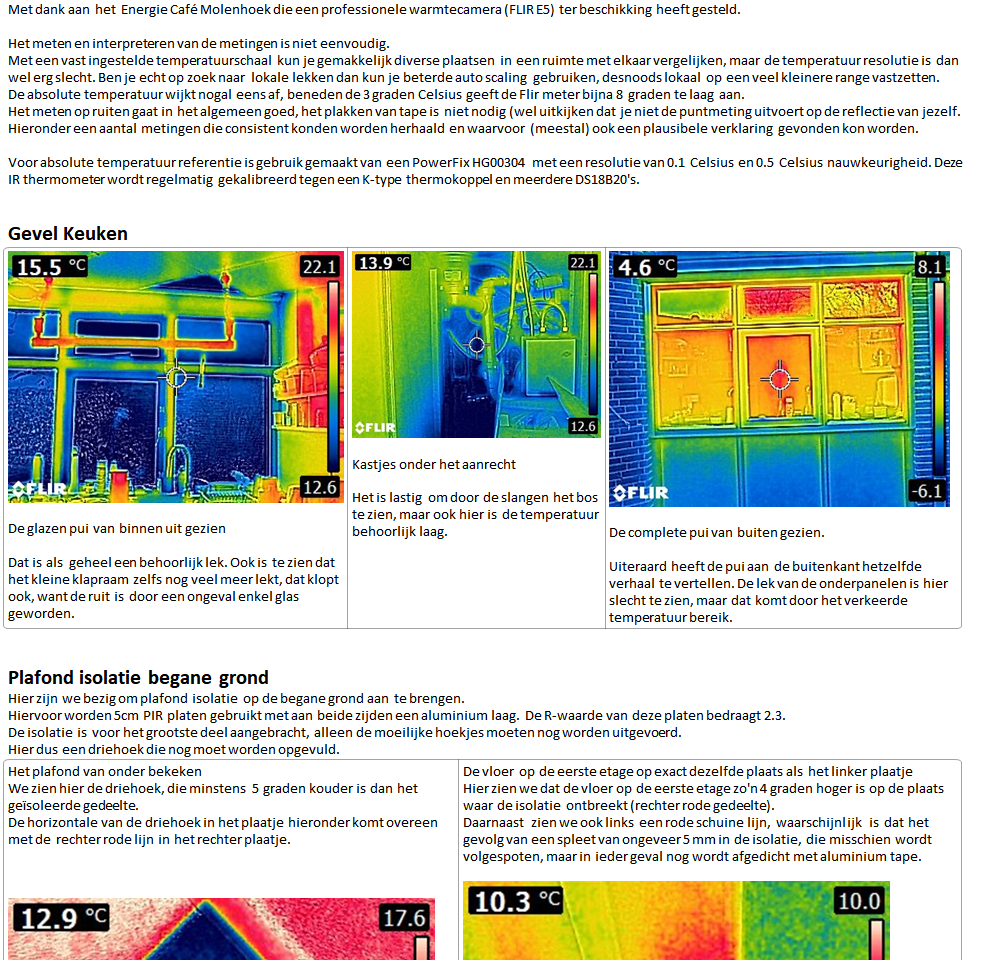 Met dank aan het Energie Café Molenhoek die een professionele warmtecamera (FLIR E5) ter beschikking heeft gesteld.
Het meten en interpreteren van de metingen is niet eenvoudig.
Met een vast ingestelde temperatuurschaal kun je gemakkelijk diverse plaatsen in een ruimte met elkaar vergelijken, maar de temperatuur resolutie is dan
wel erg slecht. Ben je echt op zoek naar lokale lekken dan kun je beter de auto scaling gebruiken, desnoods lokaal op een veel kleinere range vastzetten.
De absolute temperatuur wijkt nogal eens af, beneden de 3 graden Celsius geeft de Flir meter bijna 8 graden te laag aan.
Het meten op ruiten gaat in het algemeen goed, het plakken van tape is niet nodig (wel uitkijken dat je niet de puntmeting uitvoert op de reflectie van jezelf.
Hieronder een aantal metingen die consistent konden worden herhaald en waarvoor (meestal) ook een plausibele verklaring gevonden kon worden.
Voor absolute temperatuur referentie is gebruik gemaakt van een PowerFix HG00304 met een resolutie van 0.1 Celsius en 0.5 Celsius nauwkeurigheid. Deze
IR thermometer wordt regelmatig gekalibreerd tegen een K-type thermokoppel en meerdere DS18B20's.
Gevel Keuken
15.5 °C
22.1
12.6
FLIR
De glazen pui van binnen uit gezien
Dat is als geheel een behoorlijk lek. Ook is te zien dat
het kleine klapraam zelfs nog veel meer lekt, dat klopt
ook, want de ruit is door een ongeval enkel glas
geworden.
13.9 °C
22.1
12.6
FLIR
Kastjes onder het aanrecht
Het is lastig om door de slangen het bos
te zien, maar ook hier is de temperatuur
behoorlijk laag.
4.6 °C
8.1
-6.1
FLIR
De complete pui van buiten gezien.
Uiteraard heeft de pui aan de buitenkant hetzelfde
verhaal te vertellen. De lek van de onderpanelen is hier
slecht te zien, maar dat komt door het verkeerde
temperatuur bereik.
Plafond isolatie begane grond
Hier zijn we bezig om plafond isolatie op de begane grond aan te brengen.
Hiervoor worden 5cm PIR platen gebruikt met aan beide zijden een aluminium laag. De R-waarde van deze platen bedraagt 2.3.
De isolatie is voor het grootste deel aangebracht, alleen de moeilijke hoekjes moeten nog worden uitgevoerd.
Hier dus een driehoek die nog moet worden opgevuld.
Het plafond van onder bekeken
We zien hier de driehoek, die minstens 5 graden kouder is dan het
geïsoleerde gedeelte.
De horizontale van de driehoek in het plaatje hieronder komt overeen
met de rechter rode lijn in het rechter plaatje.
12.9 °C
17.6
De vloer op de eerste etage op exact dezelfde plaats als het linker plaatje
Hier zien we dat de vloer op de eerste etage zo'n 4 graden hoger is op de plaats
waar de isolatie ontbreekt (rechter rode gedeelte).
Daarnaast zien we ook links een rode schuine lijn, waarschijnlijk is dat het
gevolg van een spleet van ongeveer 5 mm in de isolatie, die misschien wordt
volgespoten, maar in ieder geval nog wordt afgedicht met aluminium tape.
10.3 °C
10.0